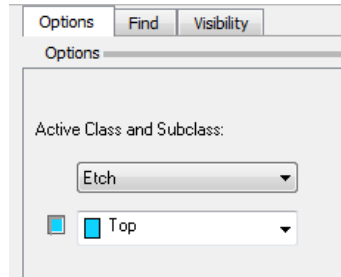 Options Find Visibility
Options
Active Class and Subclass:
Etch
Top